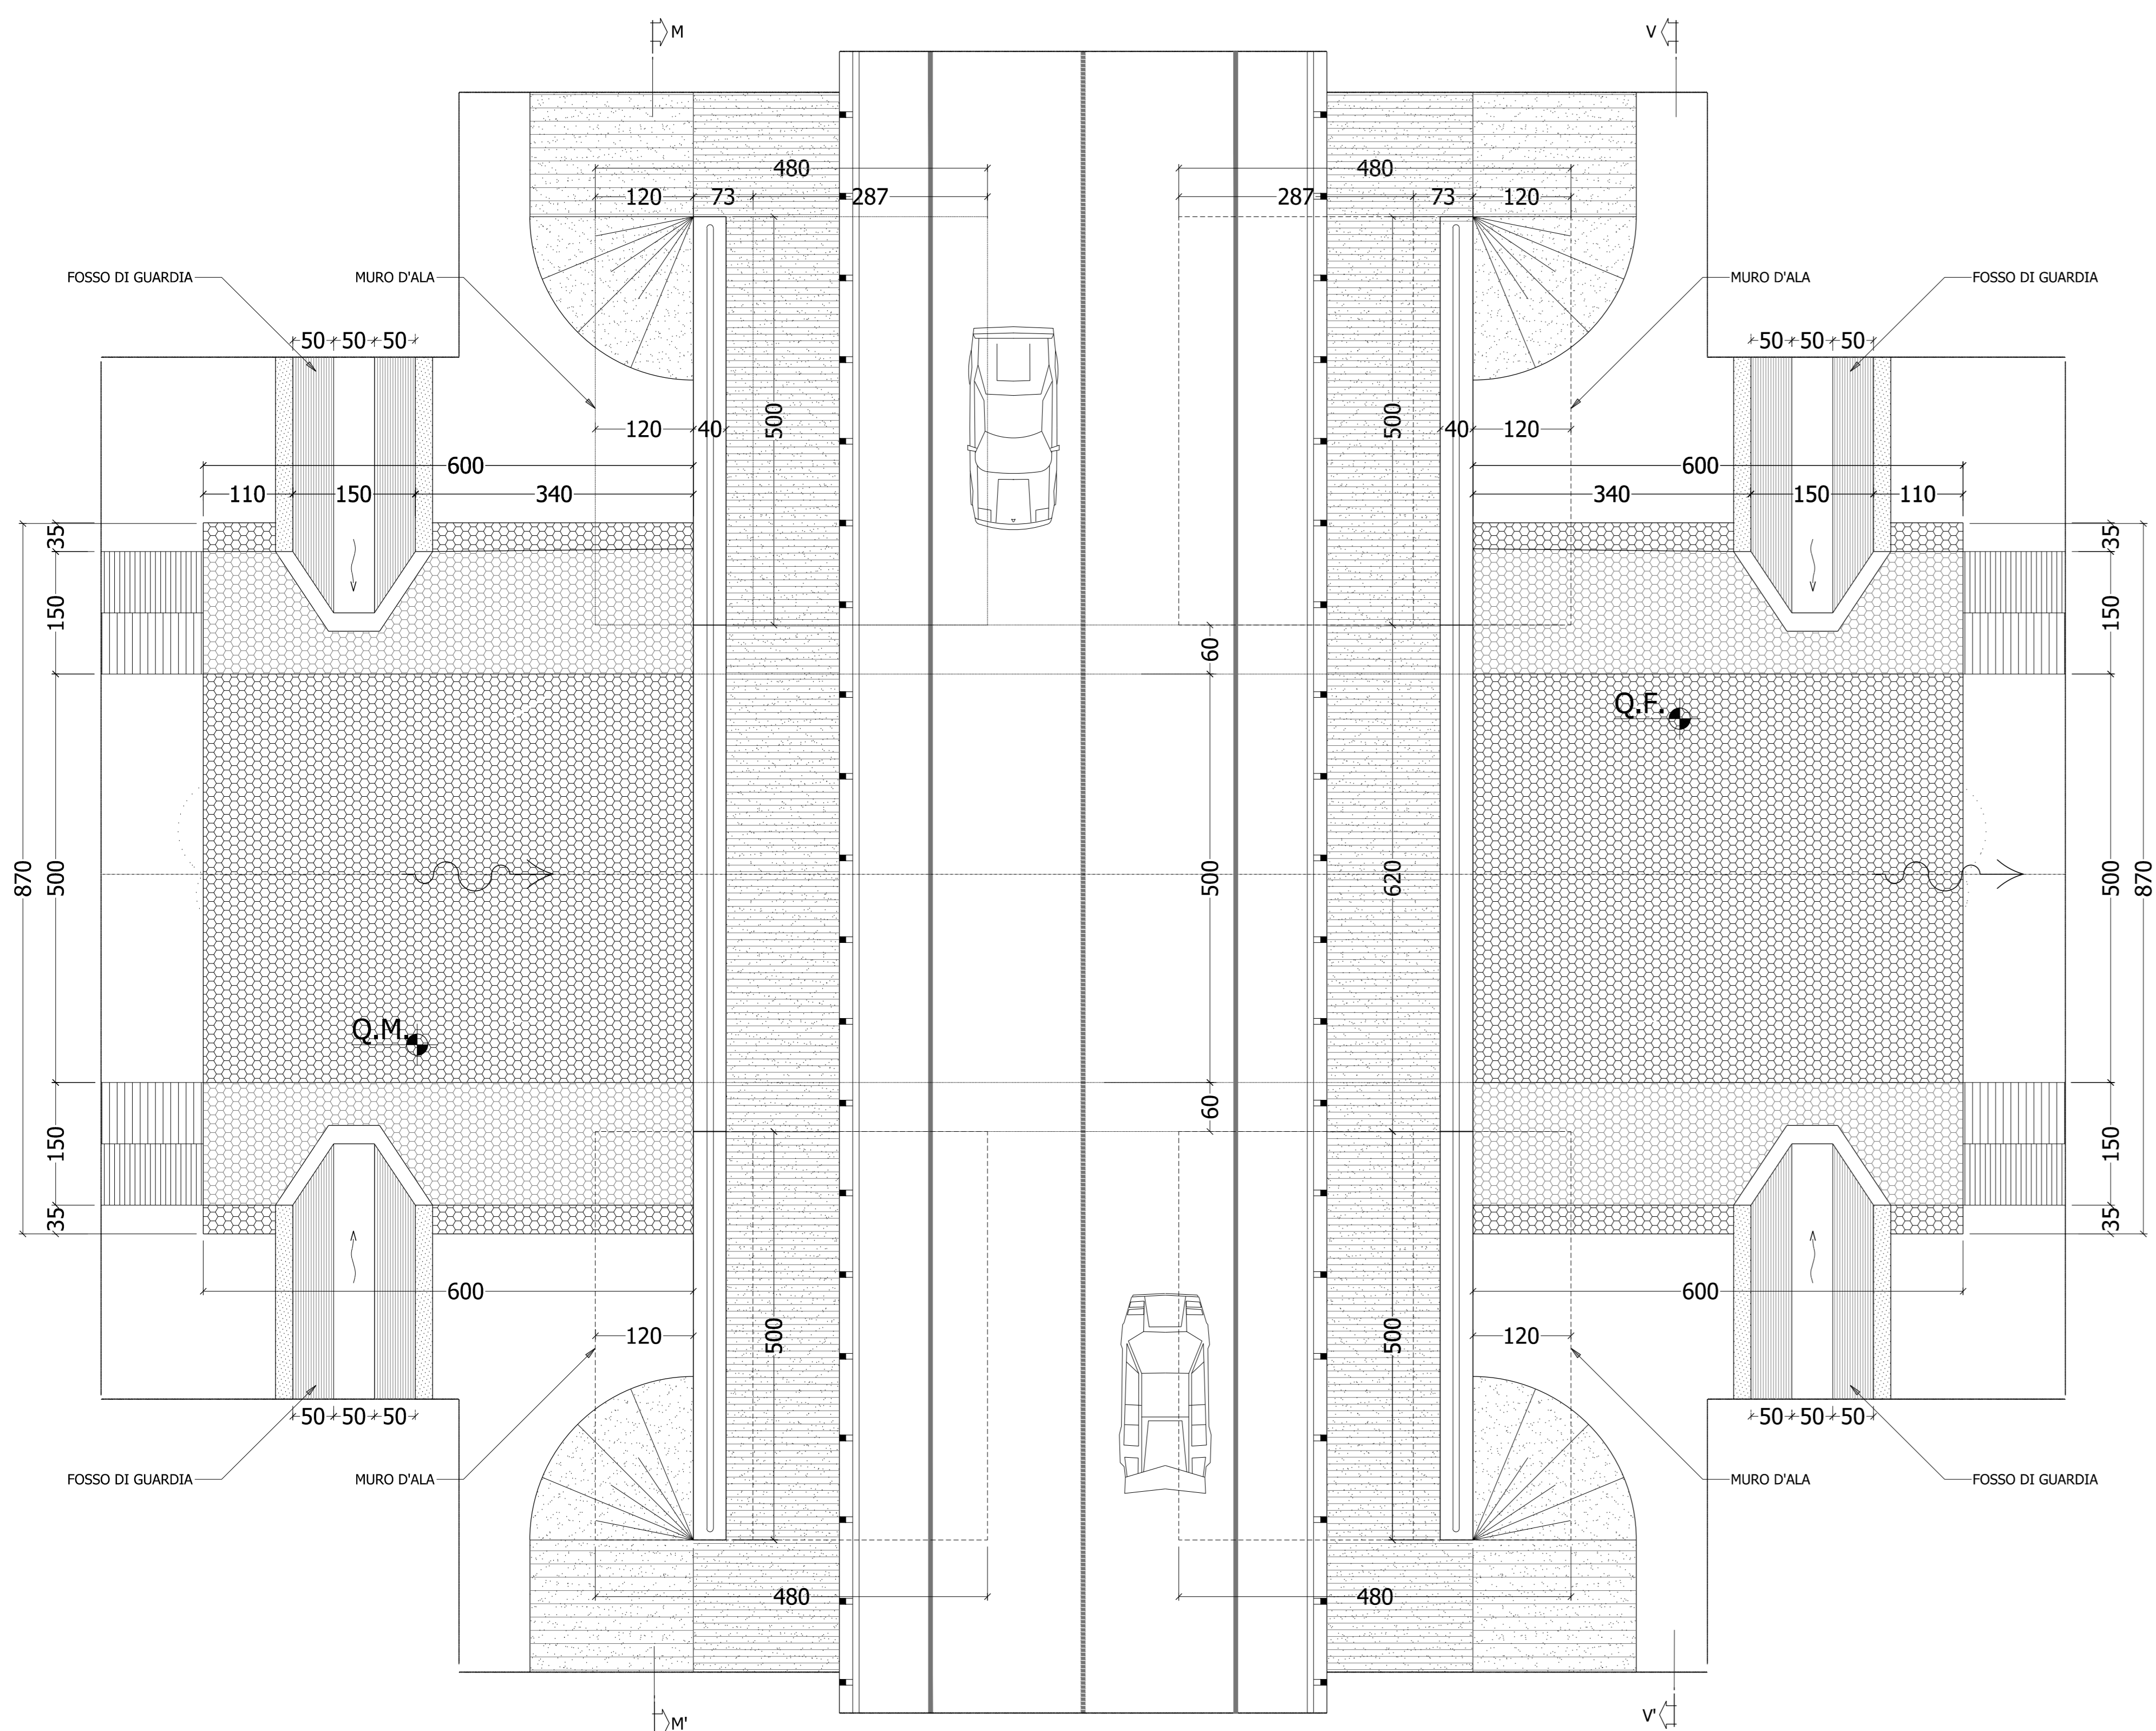 M V
480 480
120 73 287 287 73 120
FOSSO DI GUARDIA MURO D'ALA MURO D'ALA FOSSO DI GUARDIA
50 50 50 50 50 50
500 500
120 40 40 120
600 600
110 150 340 340 150 110
35 35
150 150
60
Q.F.
870 500 500 620 500 870
Q.M.
60
150 150
35 35
600 600
120 500 500 120
50 50 50 50 50 50
FOSSO DI GUARDIA MURO D'ALA MURO D'ALA FOSSO DI GUARDIA
480 480
M' V'